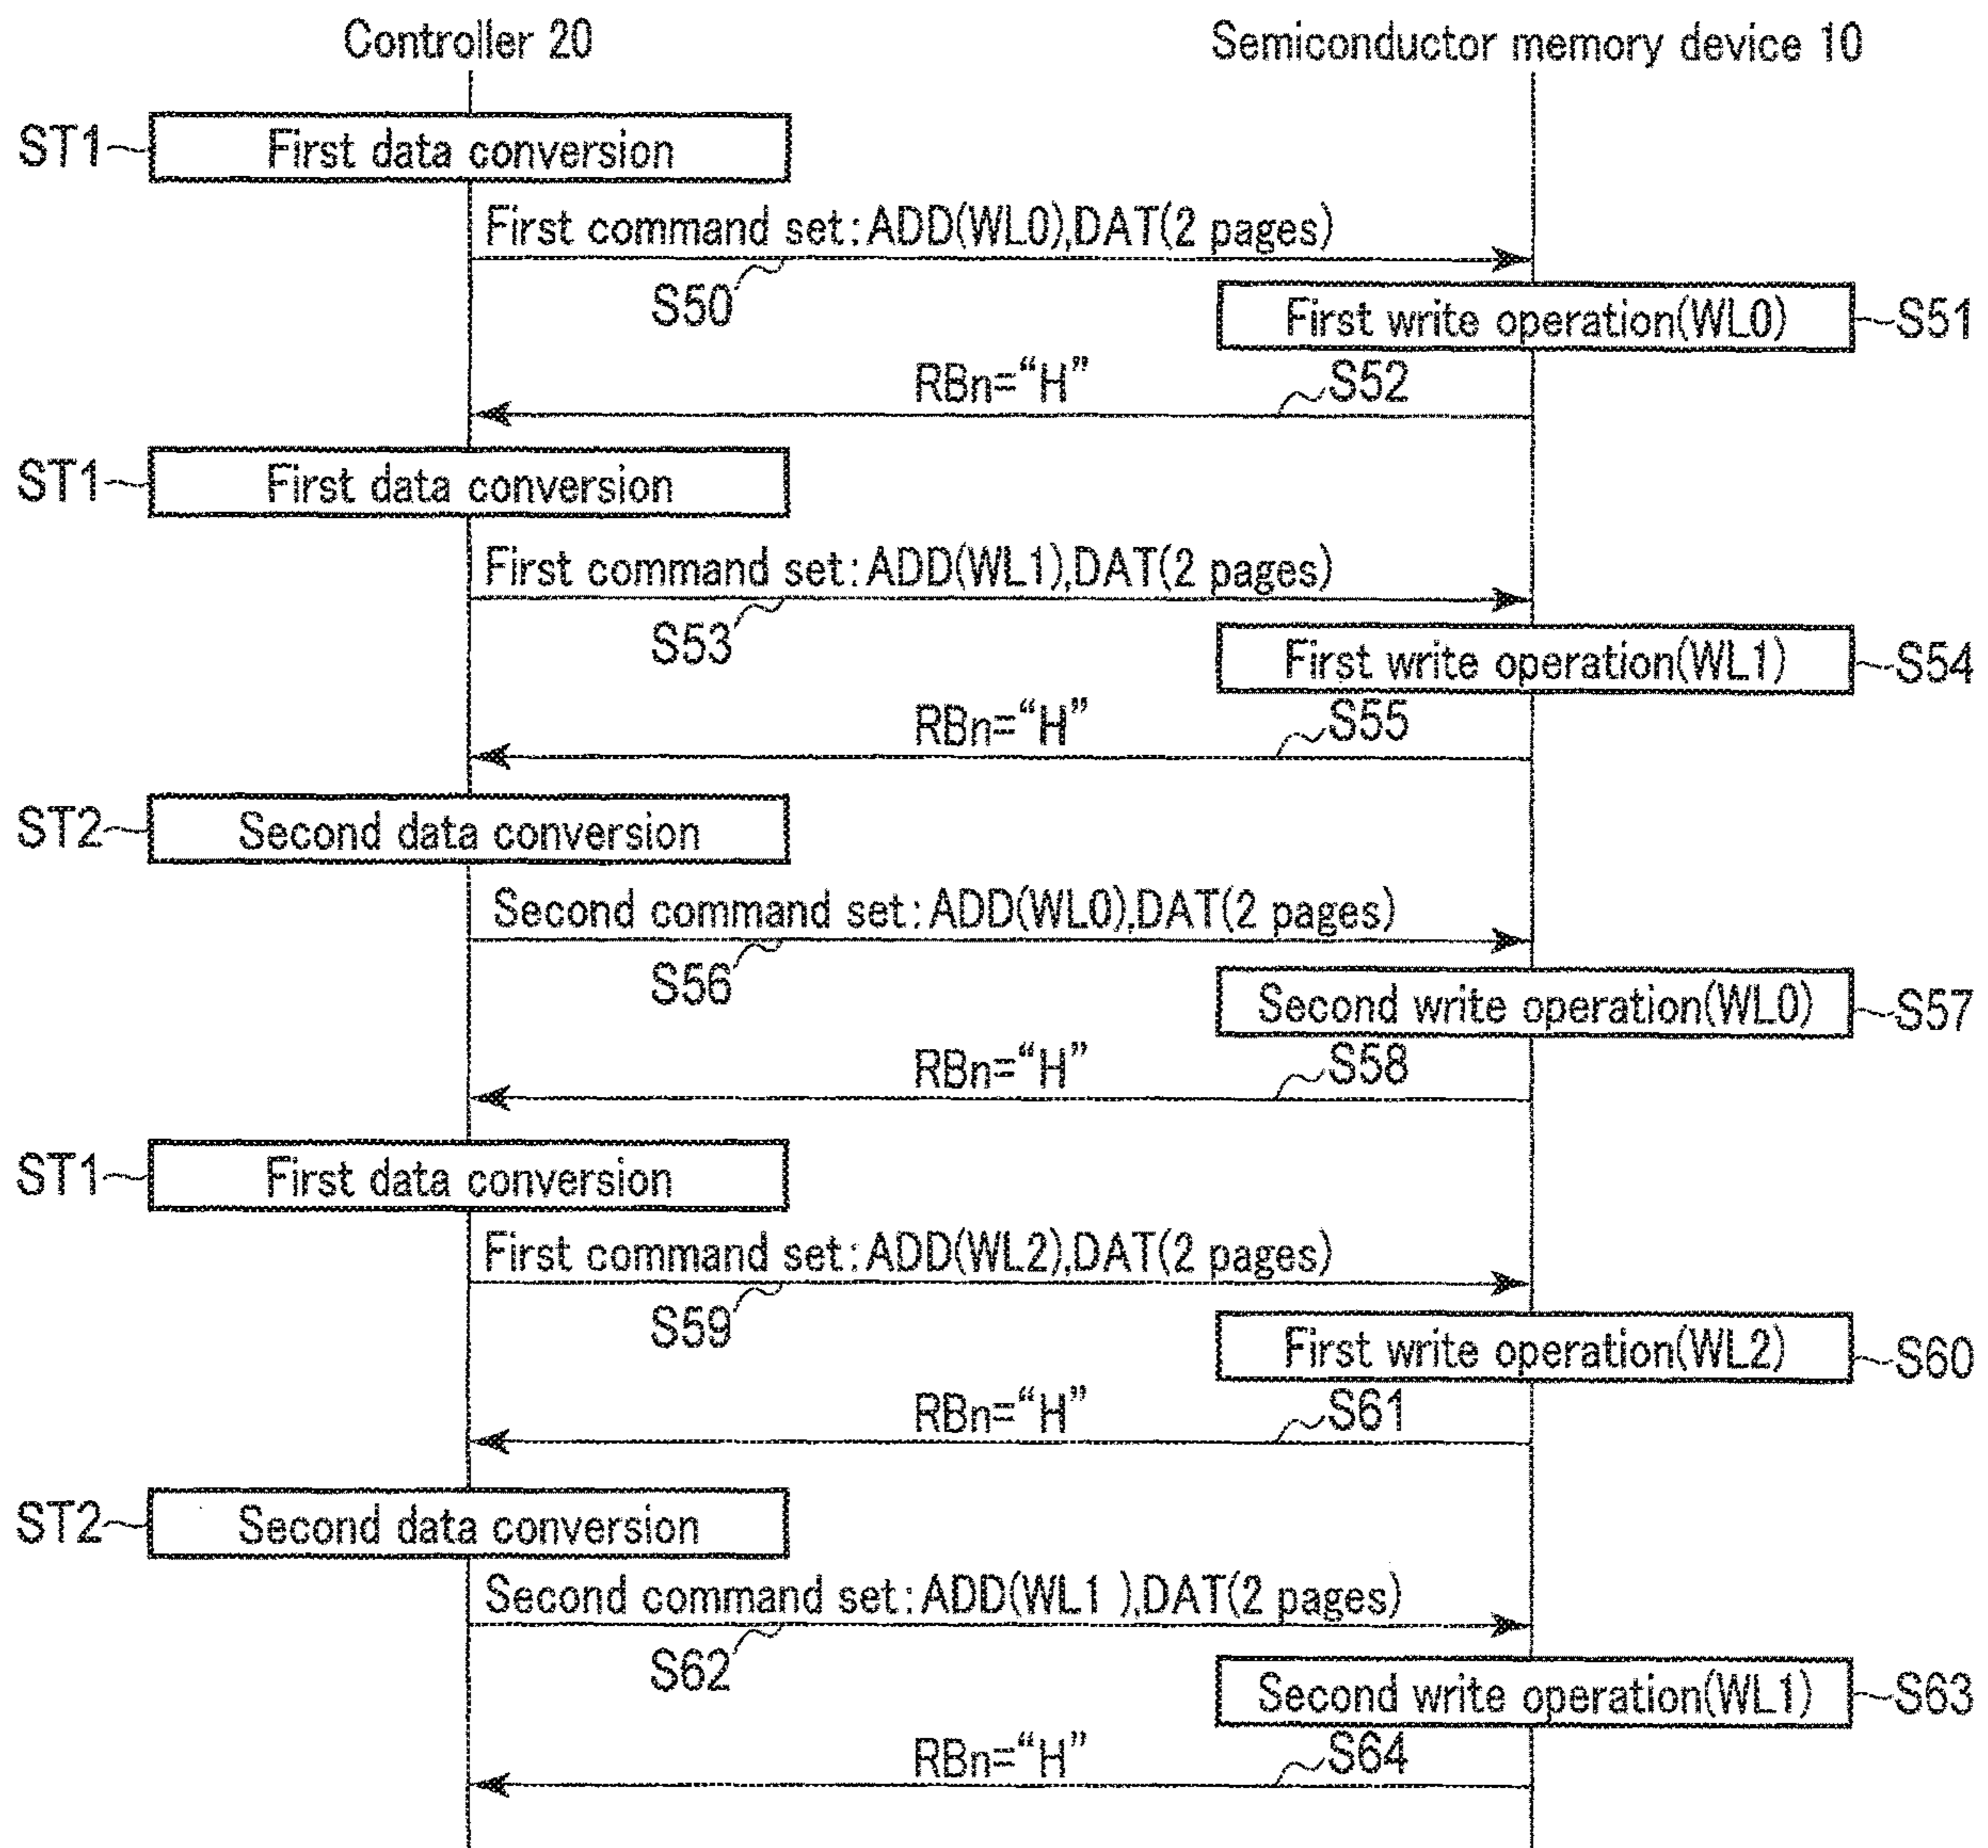 Controller 20
Semiconductor memory device 10
ST1
First data conversion
First command set:ADD(WL0),DAT(2 pages)
S50
First write operation(WL0)
S51
RBn="H"
S52
ST1
First data conversion
First command set:ADD(WL1),DAT(2 pages)
S53
First write operation(WL1)
S54
RBn="H"
S55
ST2
Second data conversion
Second command set:ADD(WL0),DAT(2 pages)
S56
Second write operation(WL0)
S57
RBn="H"
S58
ST1
First data conversion
First command set:ADD(WL2),DAT(2 pages)
S59
First write operation(WL2)
S60
RBn="H"
S61
ST2
Second data conversion
Second command set:ADD(WL1 ),DAT(2 pages)
S62
Second write operation(WL1)
S63
RBn="H"
S64